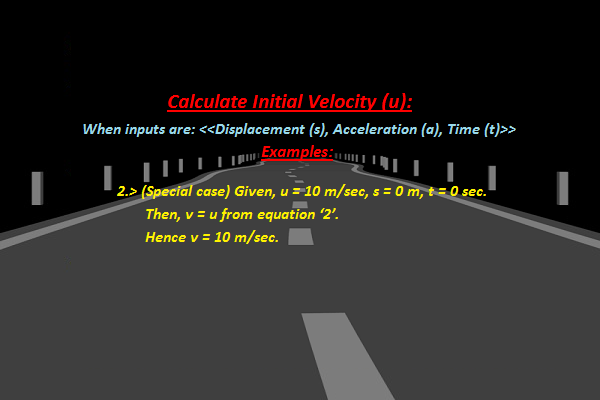 Calculate Initial Velocity (u):
When inputs are: <<Displacement (s), Acceleration (a), Time (t)>>
Examples:
2.> (Special case) Given, u = 10 m/sec, s = 0 m, t = 0 sec.
Then, v = u from equation ‘2’.
Hence v = 10 m/sec.